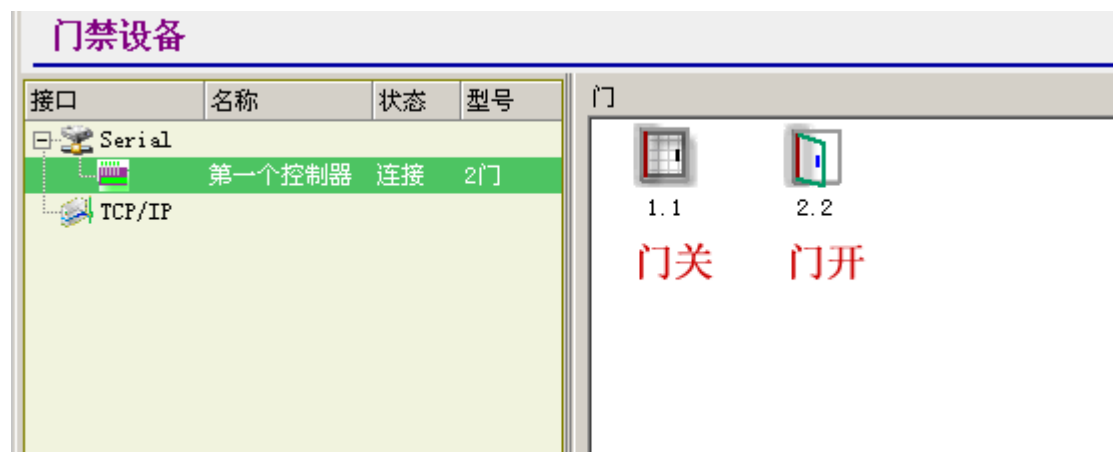 门禁设备
接口 名称 状态 型号
Serial
第一个控制器 连接 2门
TCP/IP
门
1.1 2.2
门关 门开